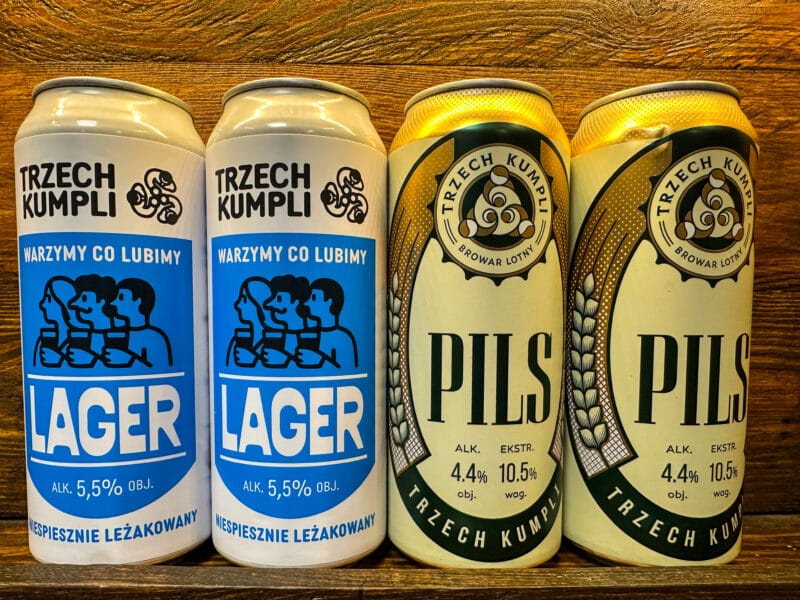 TRZECH
KUMPLI
WARZYMY CO LUBIMY
LAGER
ALK. 5,5% OBJ.
NIESPIESZNIE LEŻAKOWANY
TRZECH
KUMPLI
WARZYMY CO LUBIMY
LAGER
ALK. 5,5% OBJ.
NIESPIESZNIE LEŻAKOWANY
TRZECH KUMPLI
BROWAR LOTNY
PILS
ALK. EKSTR.
4.4% 10.5%
obj. wag.
TRZECH KUMPLI
TRZECH KUMPLI
BROWAR LOTNY
PILS
ALK. EKSTR.
4.4% 10.5%
obj. wag.
TRZECH KUM